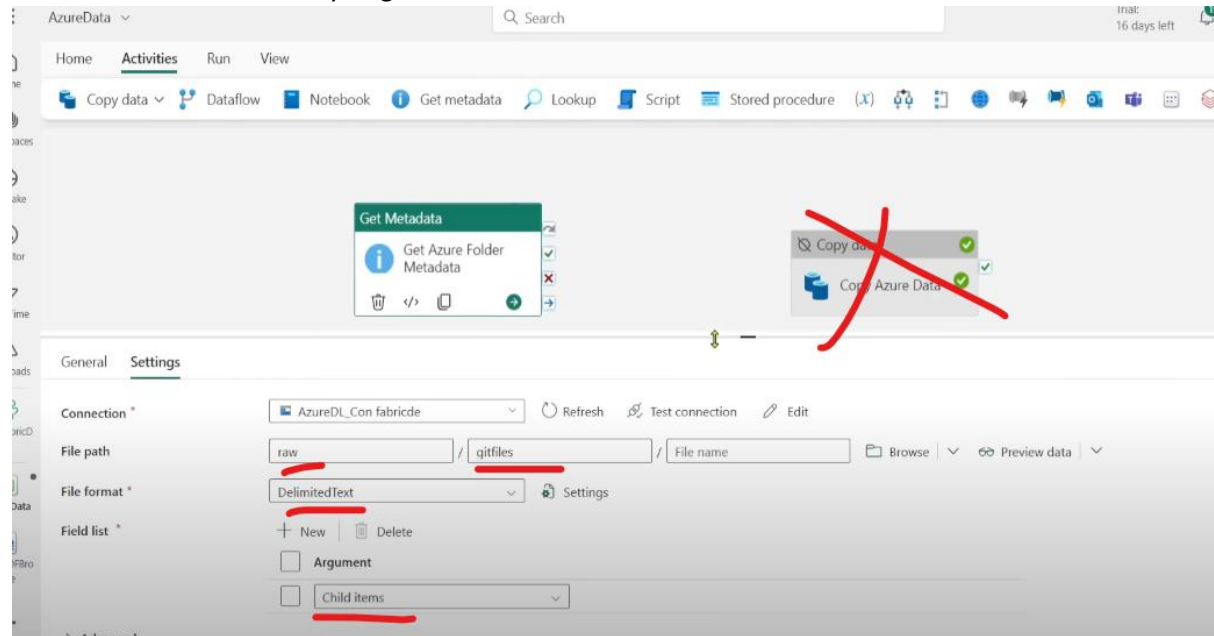 AzureData
Search
Trial:
16 days left
Home Activities Run View
Copy data Dataflow Notebook Get metadata Lookup Script Stored procedure (x)
Get Metadata
Get Azure Folder
Metadata
Copy data
Copy Azure Data
General Settings
Connection * AzureDL_Con fabricde Refresh Test connection Edit
File path raw / gitfiles / File name Browse Preview data
File format * DelimitedText Settings
Field list * New Delete
Argument
Child items